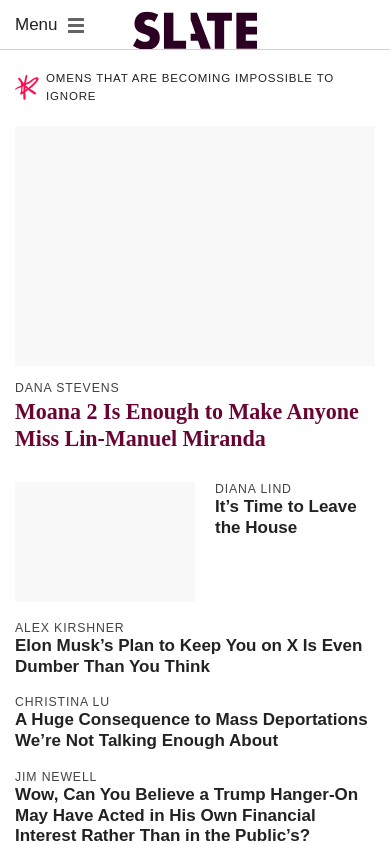 Menu
SLATE
OMENS THAT ARE BECOMING IMPOSSIBLE TO
IGNORE
DANA STEVENS
Moana 2 Is Enough to Make Anyone
Miss Lin-Manuel Miranda
DIANA LIND
It’s Time to Leave
the House
ALEX KIRSHNER
Elon Musk’s Plan to Keep You on X Is Even
Dumber Than You Think
CHRISTINA LU
A Huge Consequence to Mass Deportations
We’re Not Talking Enough About
JIM NEWELL
Wow, Can You Believe a Trump Hanger-On
May Have Acted in His Own Financial
Interest Rather Than in the Public’s?